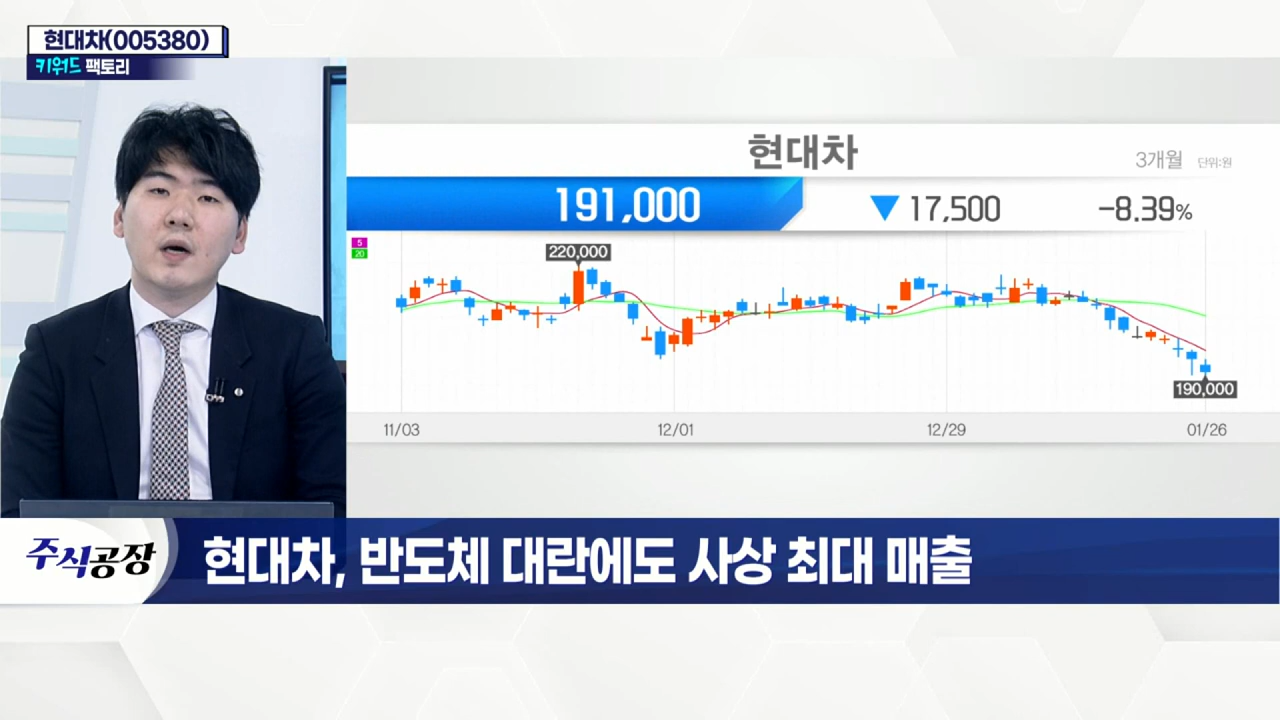 현대차(005380)
키워드 팩토리
현대차
3개월 단위:원
191,000 ▼17,500 -8.39%
5
20
220,000
190,000
11/03 12/01 12/29 01/26
주식공장
현대차, 반도체 대란에도 사상 최대 매출